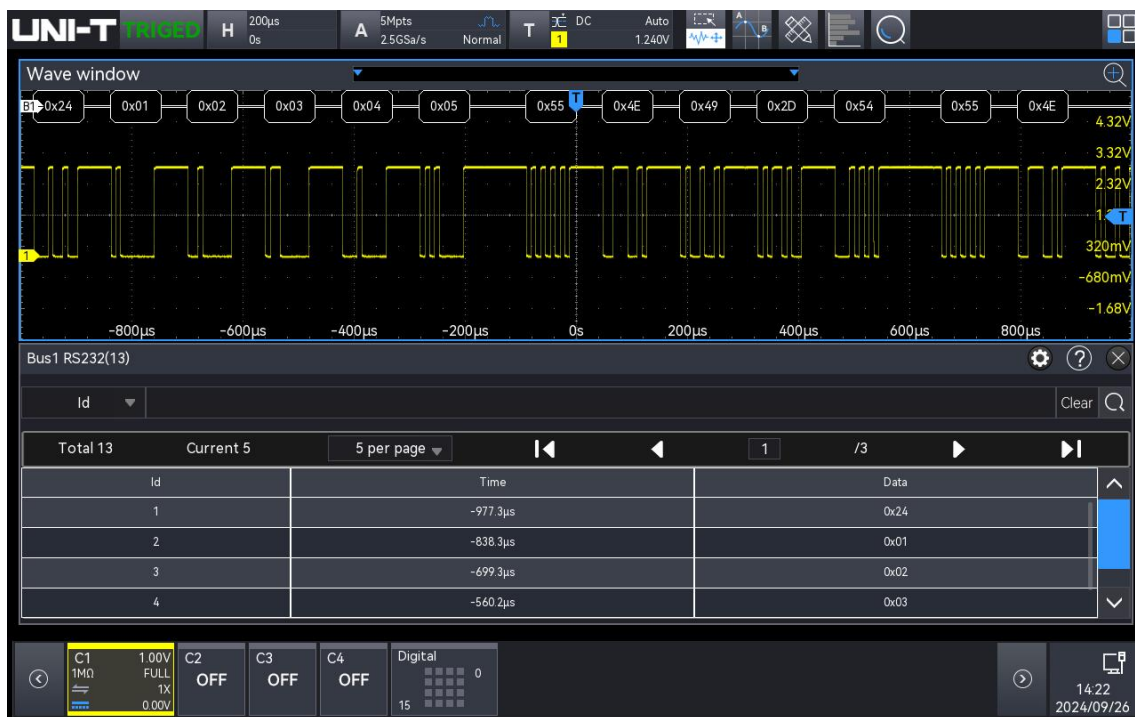 UNI-T TRIGED H 200μs 0s A 5Mpts 2.5GSa/s Normal T 1 DC Auto 1.240V A B
Wave window
B1 0x24 0x01 0x02 0x03 0x04 0x05 0x55 T 0x4E 0x49 0x2D 0x54 0x55 0x4E
4.32V
3.32V
2.32V
T
1 320mV
-680mV
-1.68V
-800μs -600μs -400μs -200μs 0s 200μs 400μs 600μs 800μs
Bus1 RS232(13) ?
Id Clear
Total 13 Current 5 5 per page 1 /3
Id Time Data
1 -977.3μs 0x24
2 -838.3μs 0x01
3 -699.3μs 0x02
4 -560.2μs 0x03
C1 1.00V C2 C3 C4 Digital
1MΩ FULL OFF OFF OFF 0
1X
0.00V 15
14:22
2024/09/26